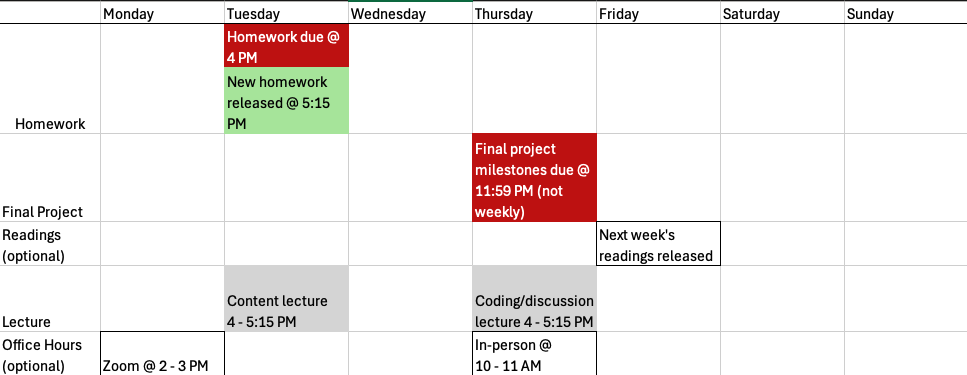 Monday Tuesday Wednesday Thursday Friday Saturday Sunday
Homework due @
4 PM
New homework
released @ 5:15
PM
Homework
Final project
milestones due @
11:59 PM (not
weekly)
Final Project
Readings
(optional)
Next week's
readings released
Lecture
Content lecture
4 - 5:15 PM
Coding/discussion
lecture 4 - 5:15 PM
Office Hours
(optional)
Zoom @ 2 - 3 PM
In-person @
10 - 11 AM